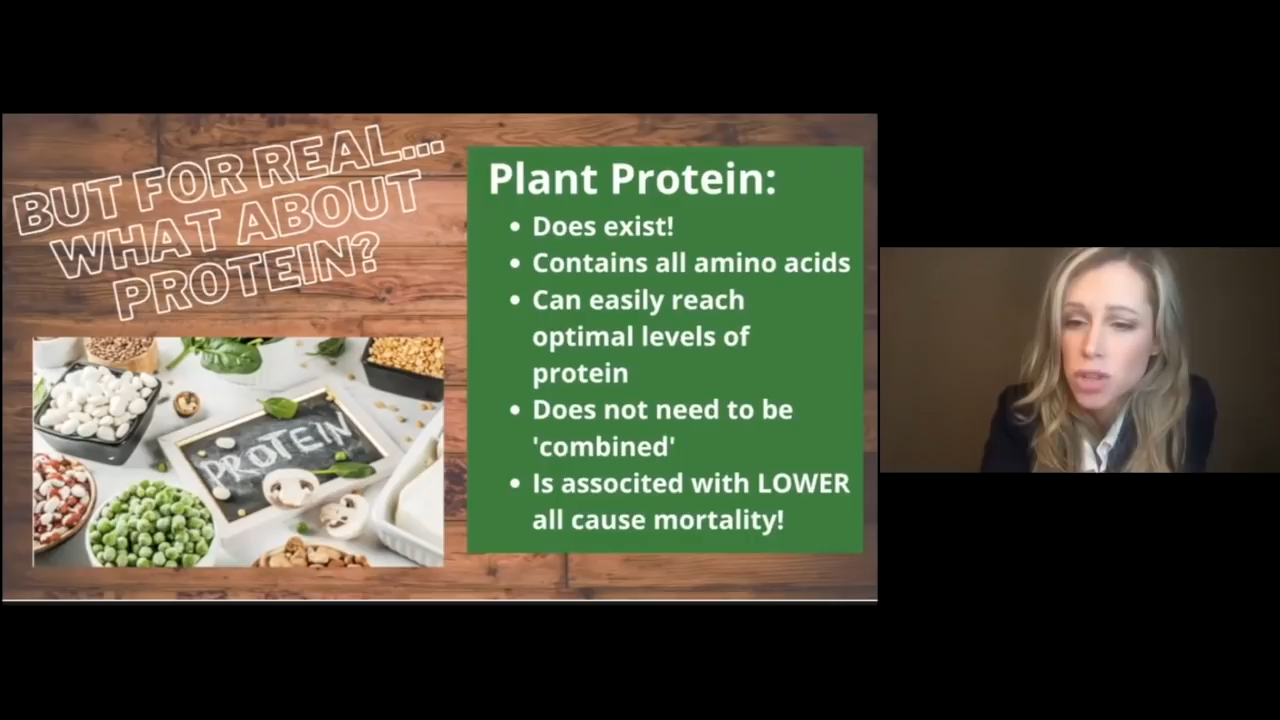 BUT FOR REAL...
WHAT ABOUT
PROTEIN?
PROTEIN
Plant Protein:
• Does exist!
• Contains all amino acids
• Can easily reach
optimal levels of
protein
• Does not need to be
'combined'
• Is associted with LOWER
all cause mortality!